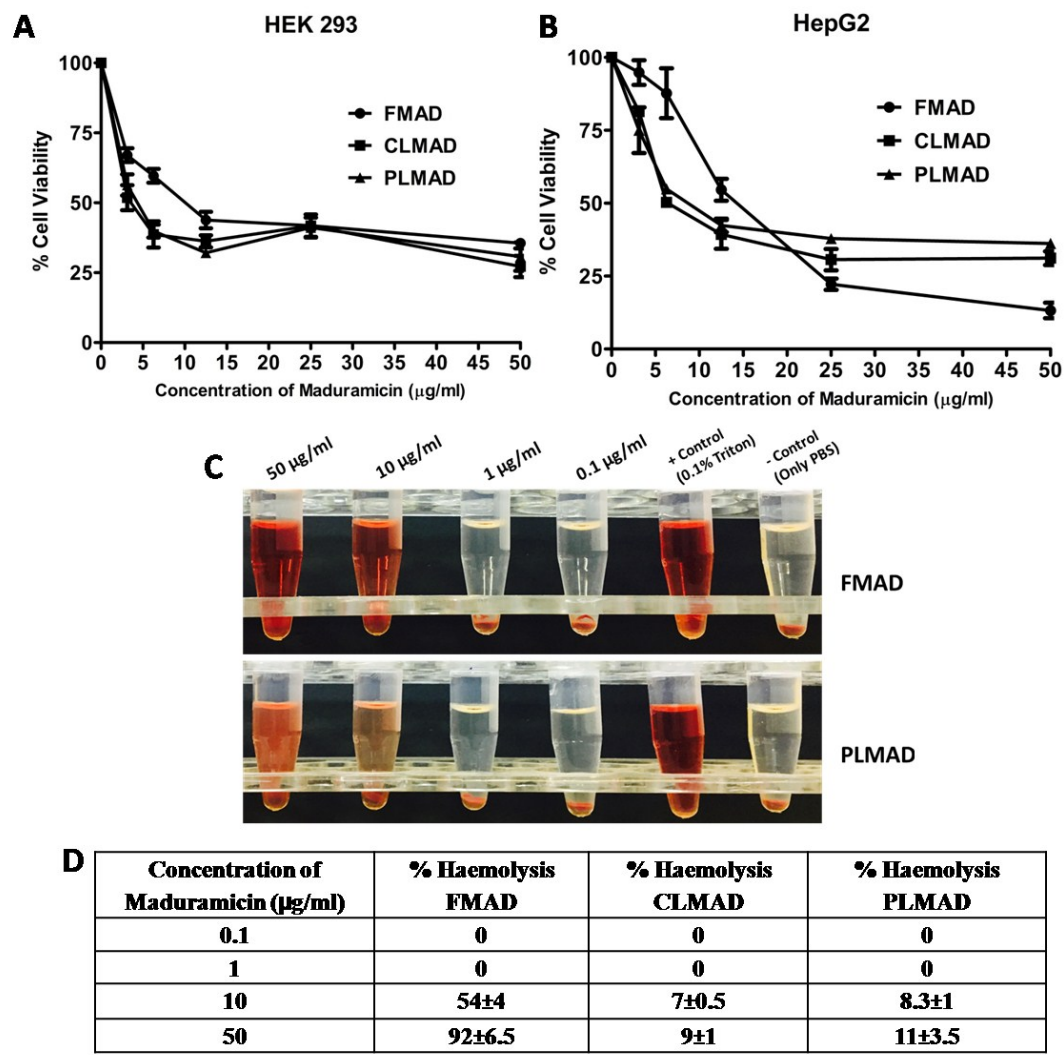 A
HEK 293
100
75
50
25
0
% Cell Viability
FMAD
CLMAD
PLMAD
0 5 10 15 20 25 30 35 40 45 50
Concentration of Maduramicin (µg/ml)
B
HepG2
100
75
50
25
0
% Cell Viability
FMAD
CLMAD
PLMAD
0 5 10 15 20 25 30 35 40 45 50
Concentration of Maduramicin (µg/ml)
C
50 µg/ml
10 µg/ml
1 µg/ml
0.1 µg/ml
+ Control
(0.1% Triton)
- Control
(Only PBS)
FMAD
PLMAD
D
Concentration of
Maduramicin (µg/ml)
% Haemolysis
FMAD
% Haemolysis
CLMAD
% Haemolysis
PLMAD
0.1 0 0 0
1 0 0 0
10 54±4 7±0.5 8.3±1
50 92±6.5 9±1 11±3.5